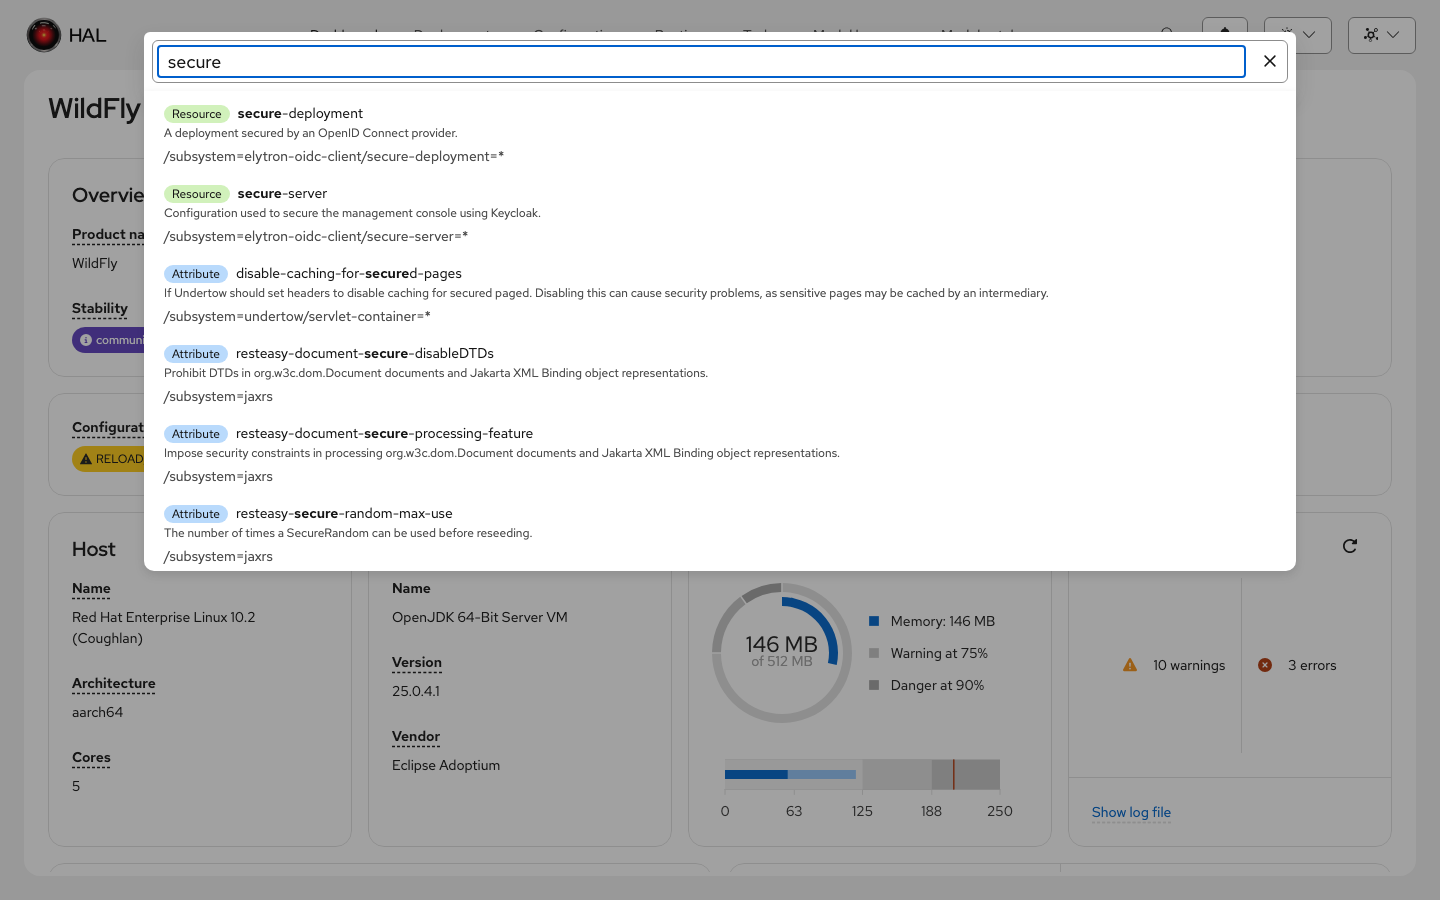 HAL
secure
WildFly
Resource secure-deployment
A deployment secured by an OpenID Connect provider.
/subsystem=elytron-oidc-client/secure-deployment=*
Resource secure-server
Configuration used to secure the management console using Keycloak.
/subsystem=elytron-oidc-client/secure-server=*
Attribute disable-caching-for-secured-pages
If Undertow should set headers to disable caching for secured paged. Disabling this can cause security problems, as sensitive pages may be cached by an intermediary.
/subsystem=undertow/servlet-container=*
Attribute resteasy-document-secure-disableDTDs
Prohibit DTDs in org.w3c.dom.Document documents and Jakarta XML Binding object representations.
/subsystem=jaxrs
Attribute resteasy-document-secure-processing-feature
Impose security constraints in processing org.w3c.dom.Document documents and Jakarta XML Binding object representations.
/subsystem=jaxrs
Attribute resteasy-secure-random-max-use
The number of times a SecureRandom can be used before reseeding.
/subsystem=jaxrs
Overvie
Product na
WildFly
Stability
communi
Configurat
RELOAD
Host
Name
Red Hat Enterprise Linux 10.2
(Coughlan)
Architecture
aarch64
Cores
5
Name
OpenJDK 64-Bit Server VM
Version
25.0.4.1
Vendor
Eclipse Adoptium
146 MB
of 512 MB
Memory: 146 MB
Warning at 75%
Danger at 90%
0 63 125 188 250
10 warnings
3 errors
Show log file